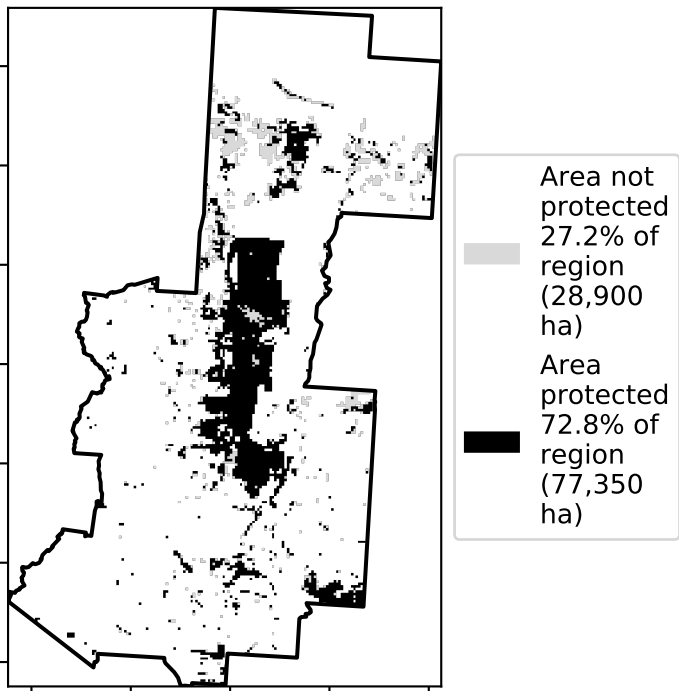 Area not
protected
27.2% of
region
(28,900
ha)
Area
protected
72.8% of
region
(77,350
ha)